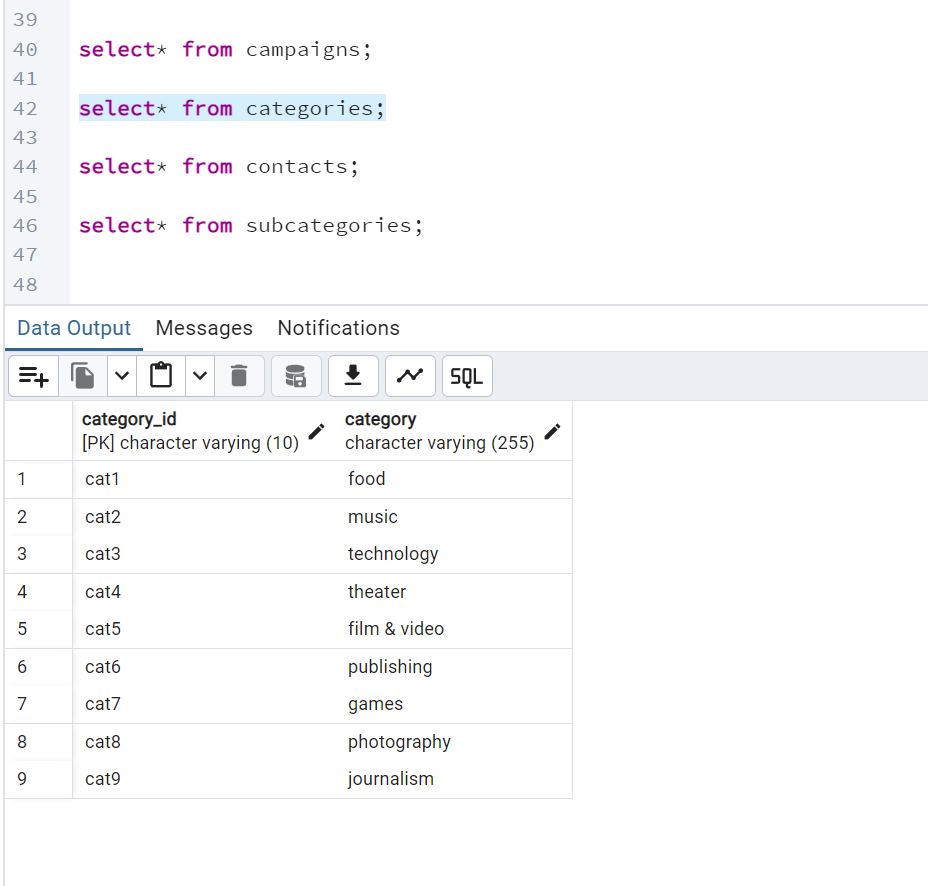 39
40 select* from campaigns;
41
42 select* from categories;
43
44 select* from contacts;
45
46 select* from subcategories;
47
48
Data Output Messages Notifications
SQL
category_id category
[PK] character varying (10) character varying (255)
1 cat1 food
2 cat2 music
3 cat3 technology
4 cat4 theater
5 cat5 film & video
6 cat6 publishing
7 cat7 games
8 cat8 photography
9 cat9 journalism